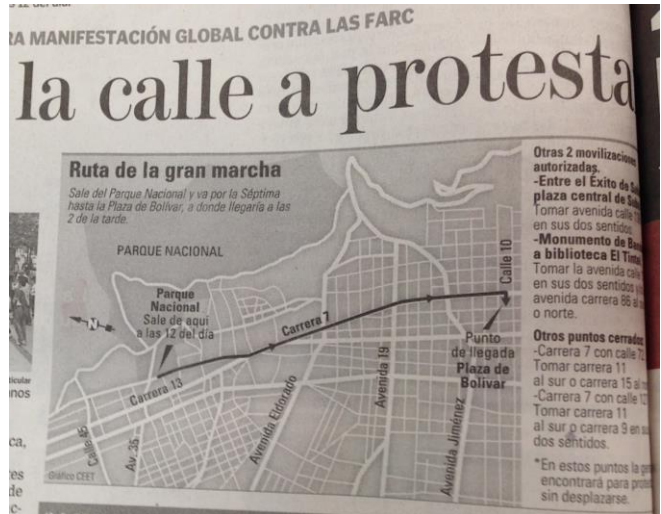 RA MANIFESTACIÓN GLOBAL CONTRA LAS FARC
la calle a protesta
Ruta de la gran marcha
Sale del Parque Nacional y va por la Séptima
hasta la Plaza de Bolívar, a donde llegaría a las
2 de la tarde.
PARQUE NACIONAL
Parque
Nacional
Sale de aquí
a las 12 del día
N
Carrera 7
Carrera 13
Calle 45
Av. 35
Avenida Eldorado
Avenida 19
Avenida Jiménez
Calle 10
Punto
de llegada
Plaza de
Bolívar
Gráfico CEET
Otras 2 movilizaciones
autorizadas.
-Entre el Éxito de
plaza central de
Tomar avenida calle
en sus dos sentidos
-Monumento de
a biblioteca El
Tomar la avenida
en sus dos sentidos
avenida carrera 86
o norte.
Otros puntos cerrados
-Carrera 7 con calle
Tomar carrera 11
al sur o carrera 15 al
-Carrera 7 con calle
Tomar carrera 11
al sur o carrera 9 en
dos sentidos.
*En estos puntos la
encontrará para
sin desplazarse.
ticular
nos
ca,
res
de
c-